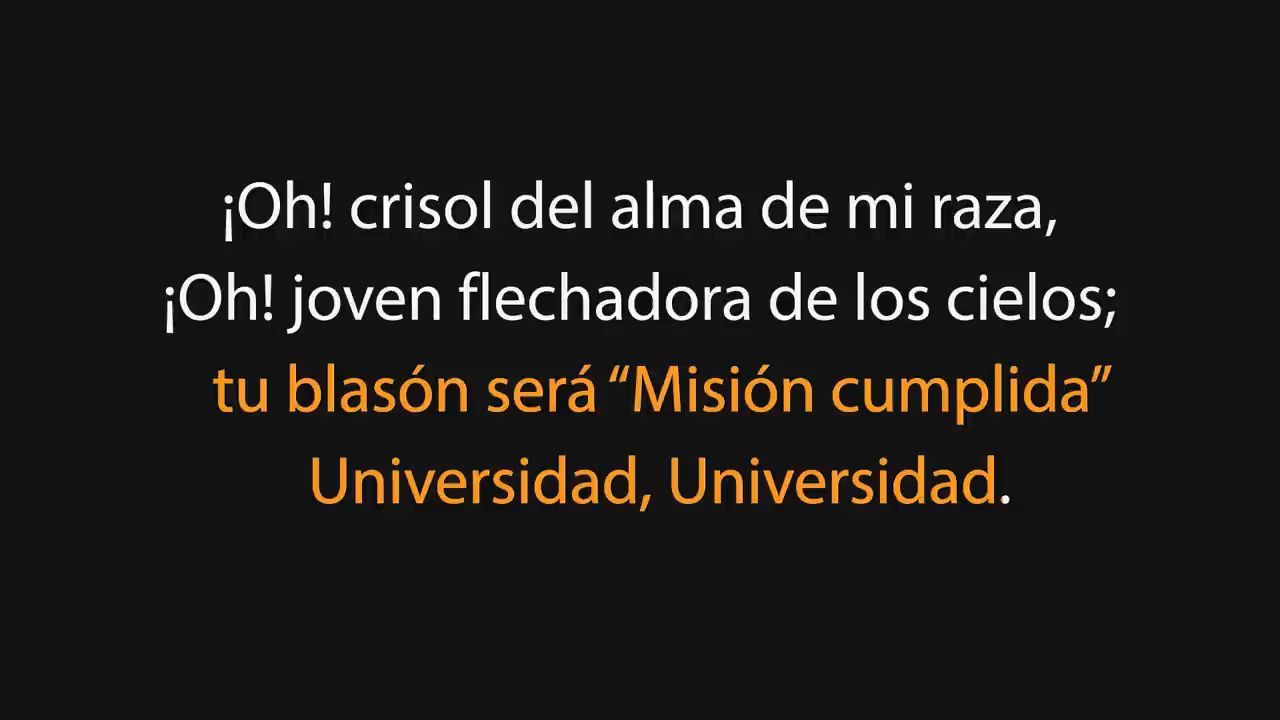 ¡Oh! crisol del alma de mi raza,
¡Oh! joven flechadora de los cielos;
tu blasón será “Misión cumplida”
Universidad, Universidad.